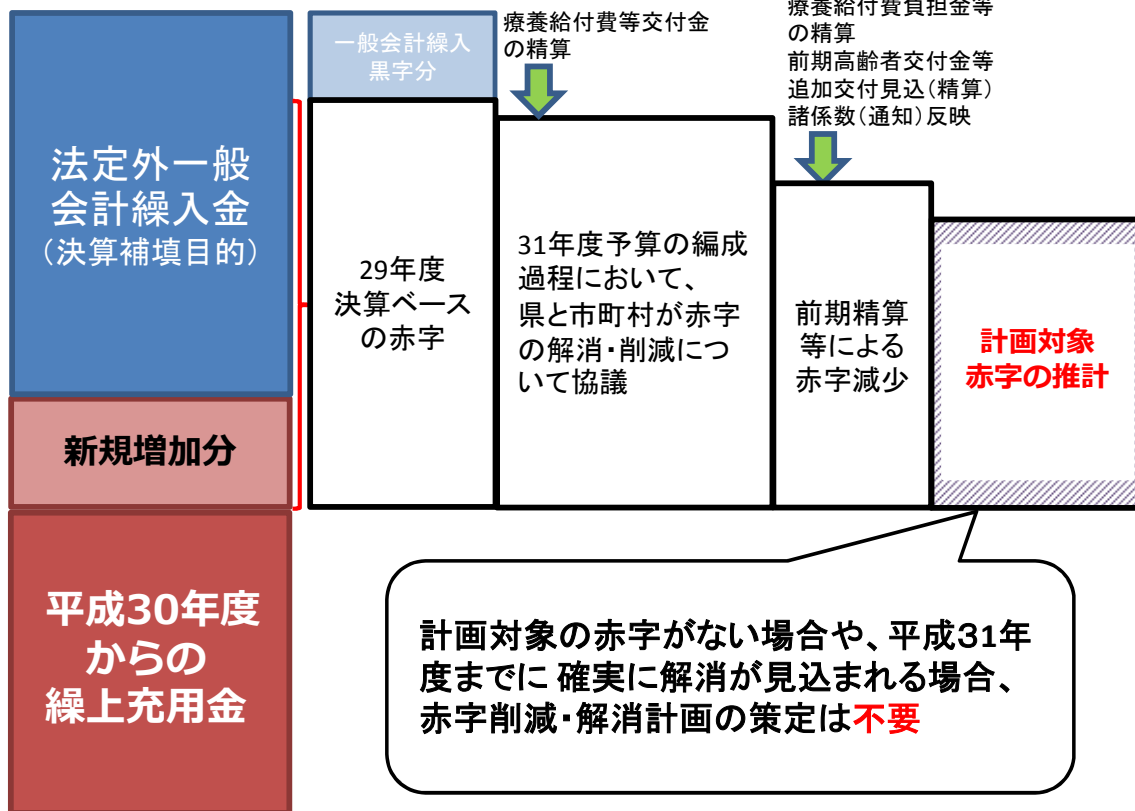 法定外一般
会計繰入金
（決算補填目的）
新規増加分
平成30年度
からの
繰上充用金
一般会計繰入
黒字分
29年度
決算ベース
の赤字
療養給付費等交付金
の精算
31年度予算の編成
過程において、
県と市町村が赤字
の解消・削減につ
いて協議
療養給付費負担金等
の精算
前期高齢者交付金等
追加交付見込（精算）
諸係数（通知）反映
前期精算
等による
赤字減少
計画対象
赤字の推計
計画対象の赤字がない場合や、平成31年
度までに 確実に解消が見込まれる場合、
赤字削減・解消計画の策定は不要